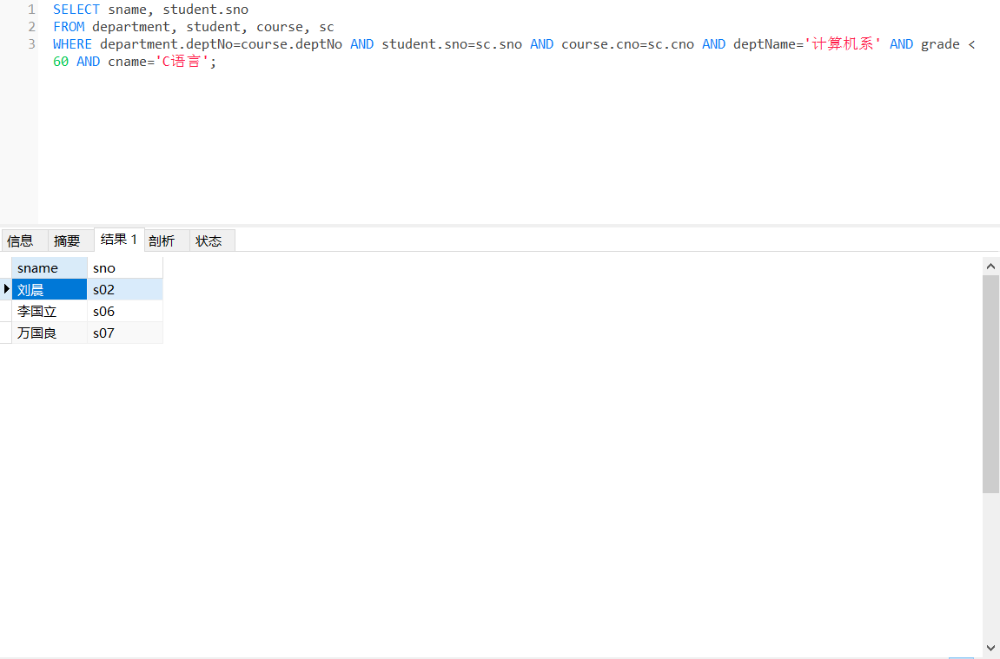 1 SELECT sname, student.sno
2 FROM department, student, course, sc
3 WHERE department.deptNo=course.deptNo AND student.sno=sc.sno AND course.cno=sc.cno AND deptName='计算机系' AND grade <
60 AND cname='C语言';
信息 摘要 结果 1 剖析 状态
sname sno
刘晨 s02
李国立 s06
万国良 s07